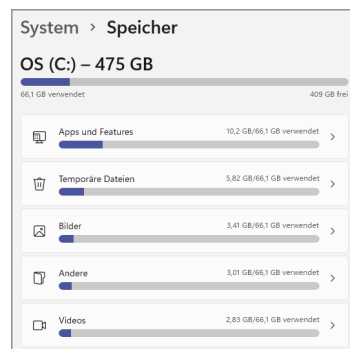 System > Speicher
OS (C:) – 475 GB
66,1 GB verwendet 409 GB frei
Apps und Features 10,2 GB/66,1 GB verwendet
Temporäre Dateien 5,82 GB/66,1 GB verwendet
Bilder 3,41 GB/66,1 GB verwendet
Andere 3,01 GB/66,1 GB verwendet
Videos 2,83 GB/66,1 GB verwendet